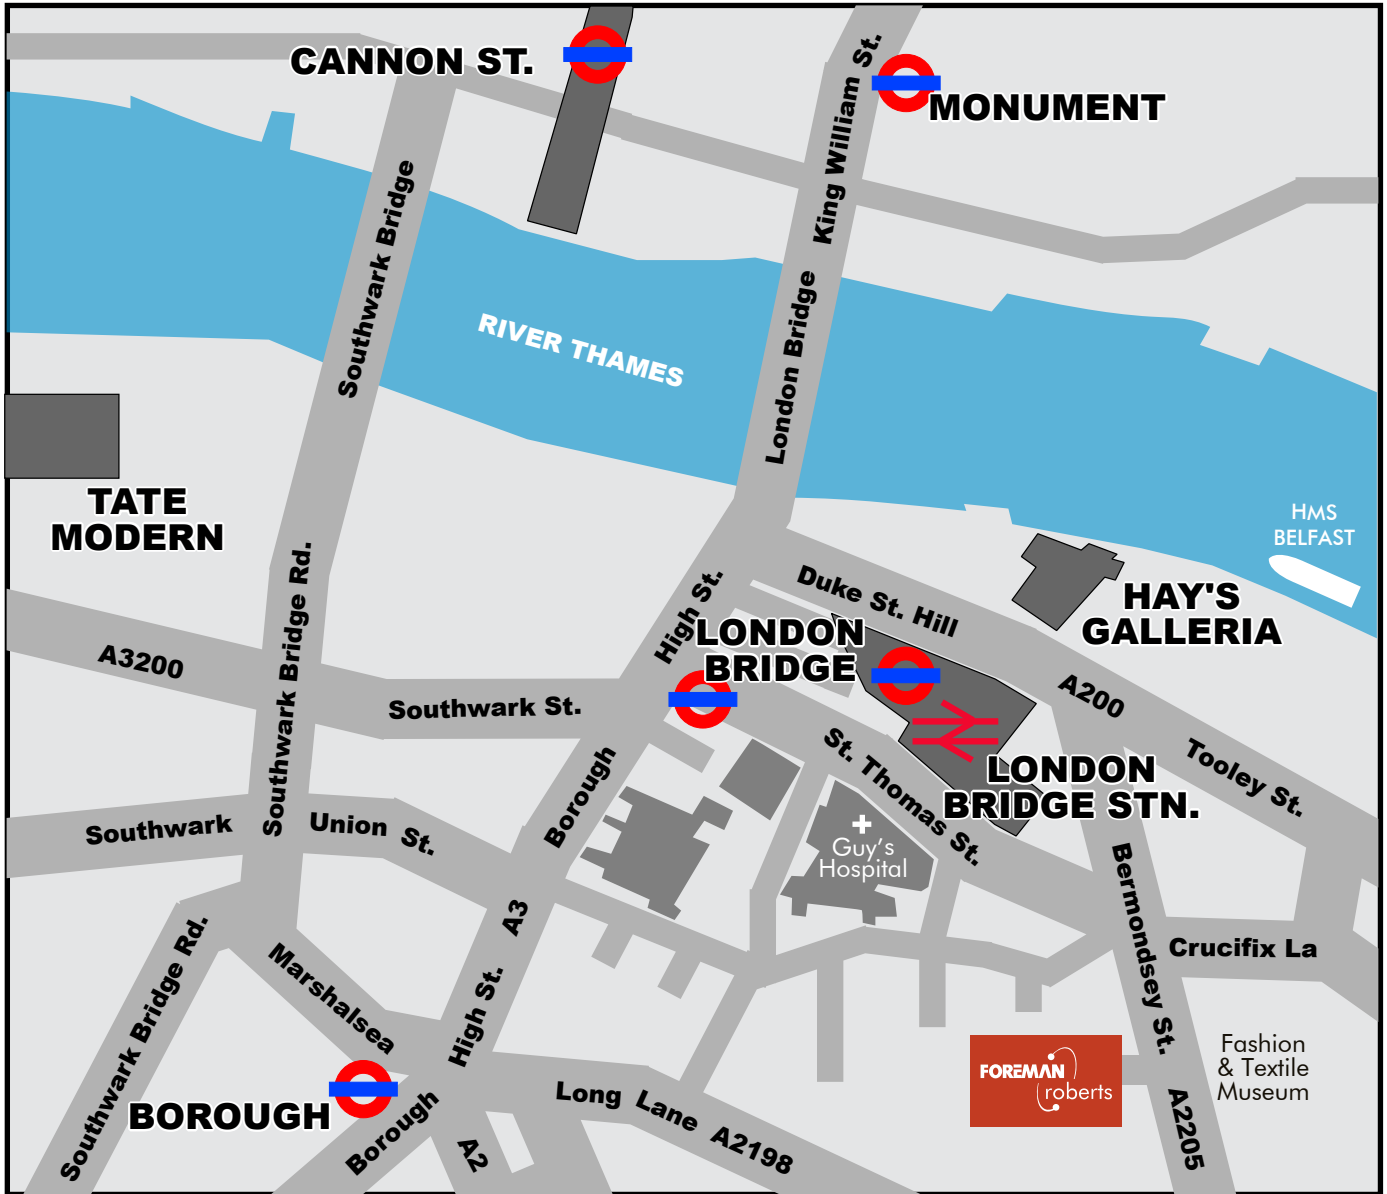 CANNON ST.
King William St.
MONUMENT
Southwark Bridge
London Bridge
RIVER THAMES
TATE
MODERN
HMS
BELFAST
HAY'S
GALLERIA
Duke St. Hill
High St.
LONDON
BRIDGE
A3200
Southwark Bridge Rd.
Southwark St.
A200
Tooley St.
St. Thomas St.
LONDON
BRIDGE STN.
Borough
Southwark
Union St.
Guy's
Hospital
Bermondsey St.
A3
Crucifix La
Southwark Bridge Rd.
Marshalsea
High St.
FOREMAN
roberts
Fashion
& Textile
Museum
BOROUGH
Borough
A2
Long Lane A2198
A2205